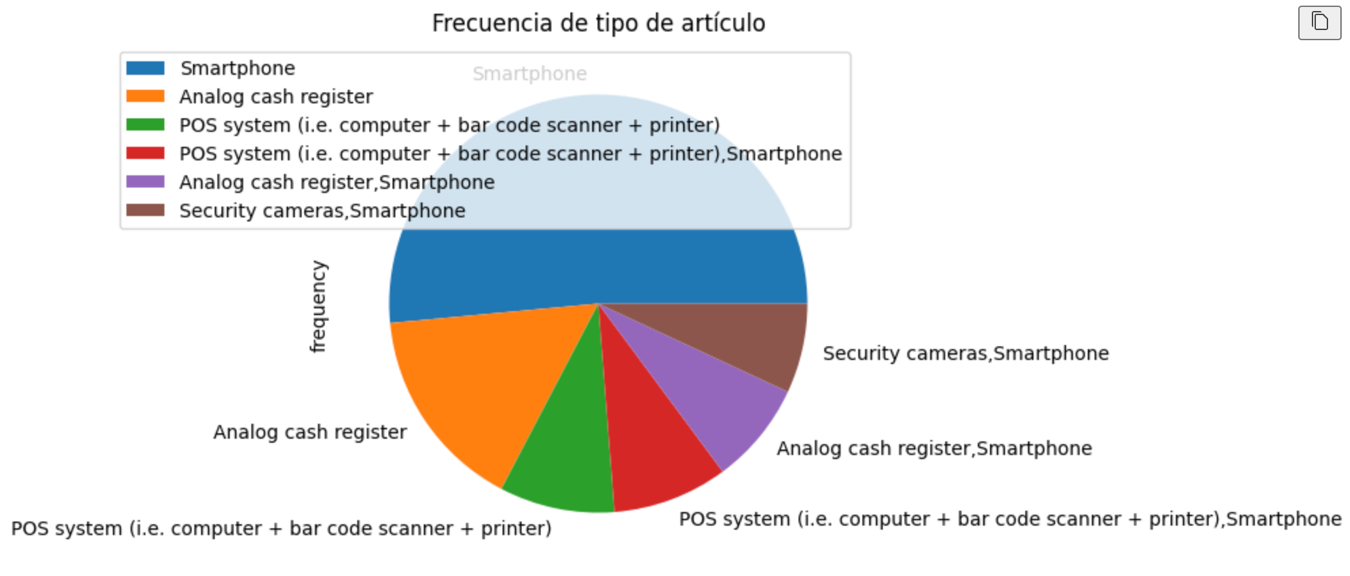 Frecuencia de tipo de artículo
Smartphone
Smartphone
Analog cash register
POS system (i.e. computer + bar code scanner + printer)
POS system (i.e. computer + bar code scanner + printer),Smartphone
Analog cash register,Smartphone
Security cameras,Smartphone
frequency
Security cameras,Smartphone
Analog cash register
Analog cash register,Smartphone
POS system (i.e. computer + bar code scanner + printer)
POS system (i.e. computer + bar code scanner + printer),Smartphone